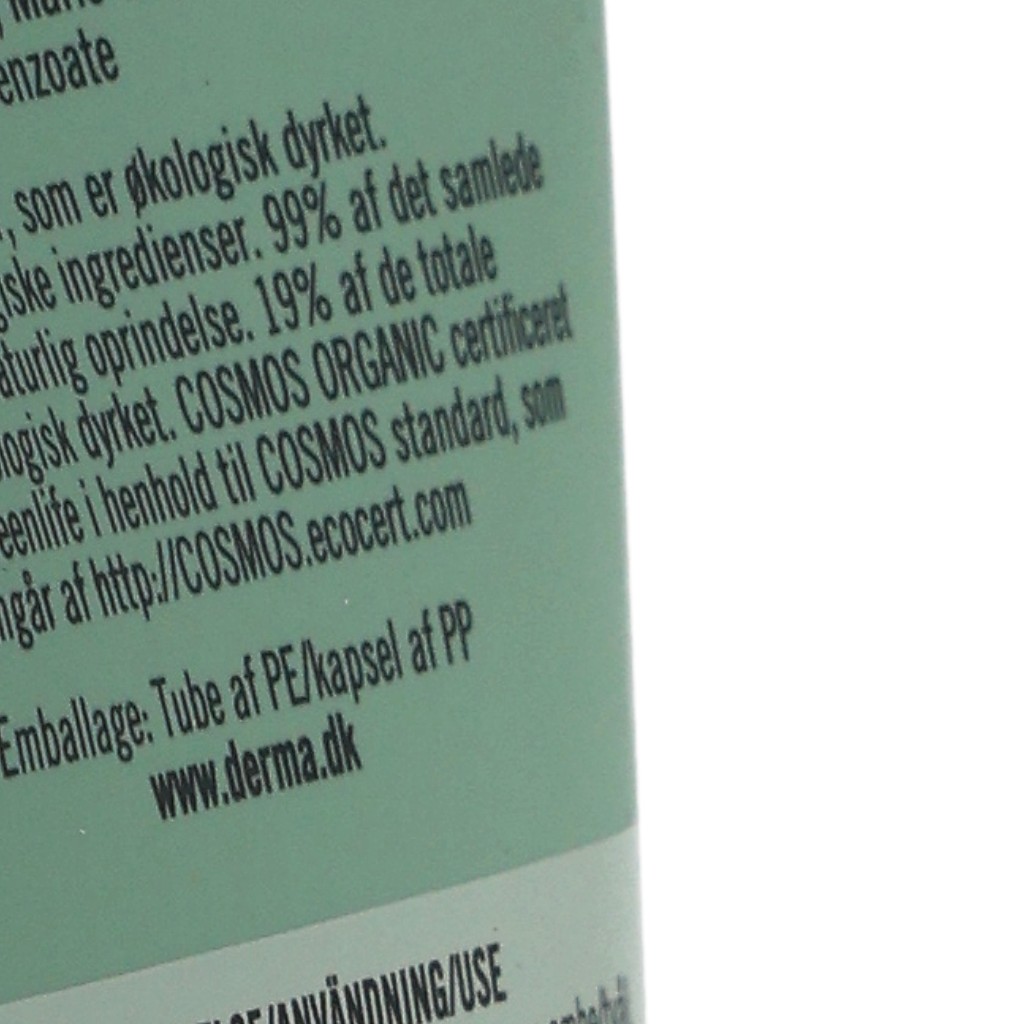 enzoate
, som er økologisk dyrket.
iske ingredienser. 99% af det samlede
aturlig oprindelse. 19% af de totale
logisk dyrket. COSMOS ORGANIC certificeret
eenlife i henhold til COSMOS standard, som
ngår af http://COSMOS.ecocert.com
Emballage: Tube af PE/kapsel af PP
www.derma.dk
/ANVÄNDNING/USE